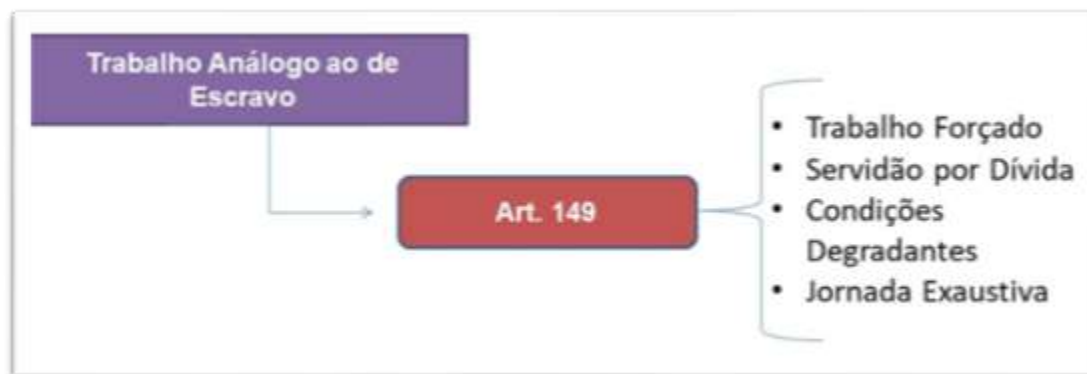 Trabalho Análogo ao de
Escravo
Art. 149
• Trabalho Forçado
• Servidão por Dívida
• Condições
Degradantes
• Jornada Exaustiva